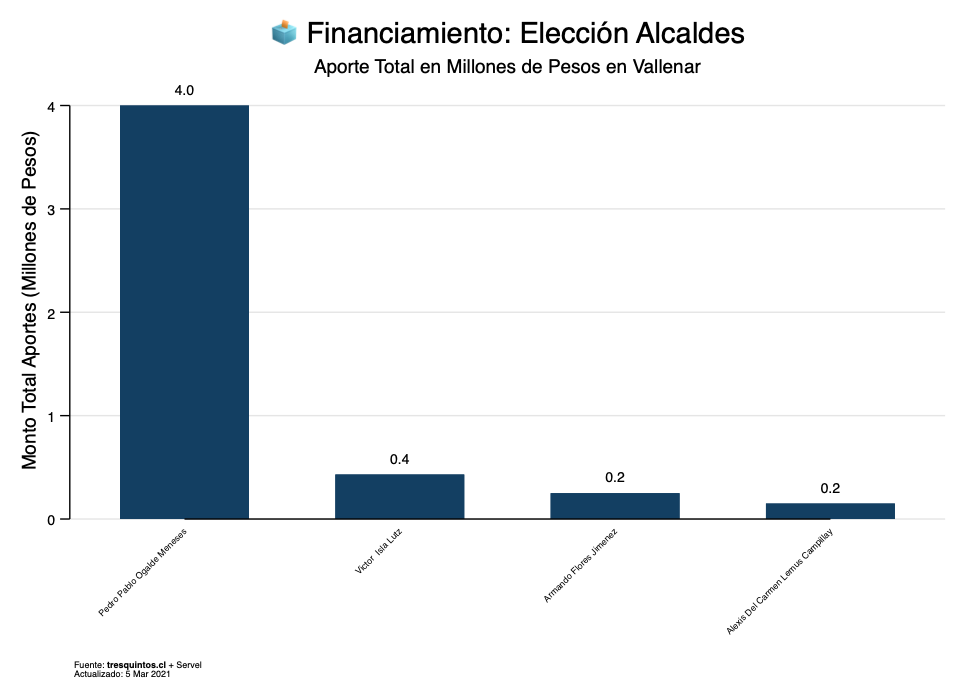 Financiamiento: Elección Alcaldes
Aporte Total en Millones de Pesos en Vallenar
Monto Total Aportes (Millones de Pesos)
4
3
2
1
0
4.0
0.4
0.2
0.2
Pedro Pablo Ogalde Meneses
Victor Isla Lutz
Armando Flores Jimenez
Alexis Del Carmen Lemus Campillay
Fuente: tresquintos.cl + Servel
Actualizado: 5 Mar 2021